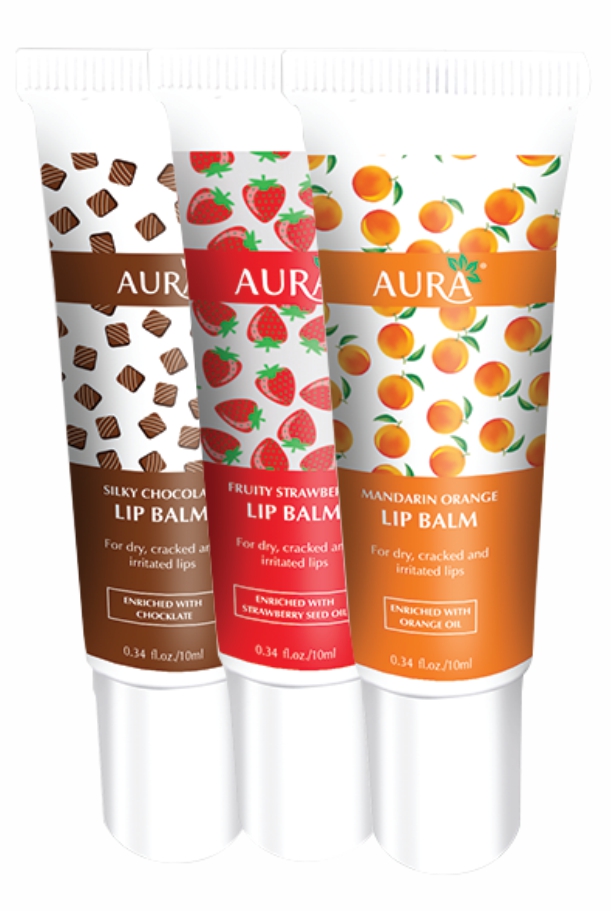 AURA
SILKY CHOCOLA
LIP BALM
For dry, cracked an
irritated lips
ENRICHED WITH
CHOCKLATE
0.34 fl.oz./10ml
AURA
FRUITY STRAWBER
LIP BALM
For dry, cracked an
irritated lips
ENRICHED WITH
STRAWBERRY SEED OIL
0.34 fl.oz./10ml
AURA®
MANDARIN ORANGE
LIP BALM
For dry, cracked and
irritated lips
ENRICHED WITH
ORANGE OIL
0.34 fl.oz./10ml